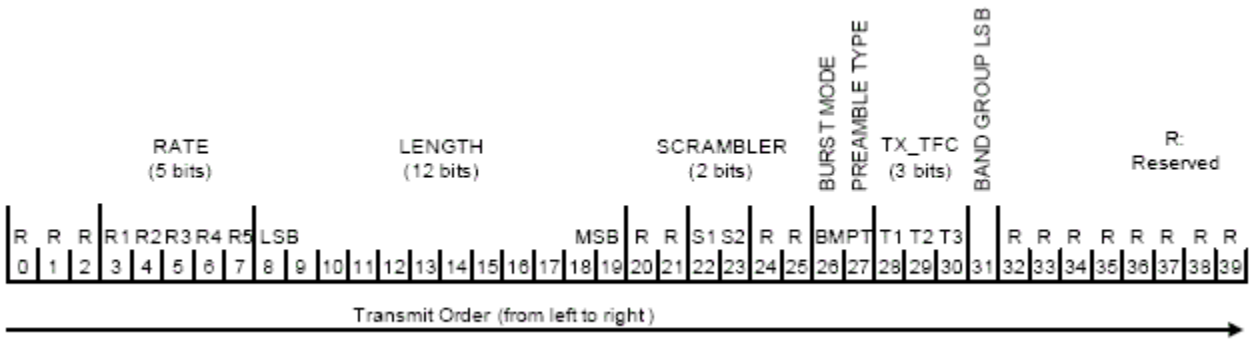 BURST MODE
PREAMBLE TYPE
BAND GROUP LSB
RATE
(5 bits)
LENGTH
(12 bits)
SCRAMBLER
(2 bits)
TX_TFC
(3 bits)
R:
Reserved
R R R R1 R2 R3 R4 R5 LSB MSB R R S1 S2 R R BM PT T1 T2 T3 R R R R R R R R
0 1 2 3 4 5 6 7 8 9 10 11 12 13 14 15 16 17 18 19 20 21 22 23 24 25 26 27 28 29 30 31 32 33 34 35 36 37 38 39
Transmit Order (from left to right)